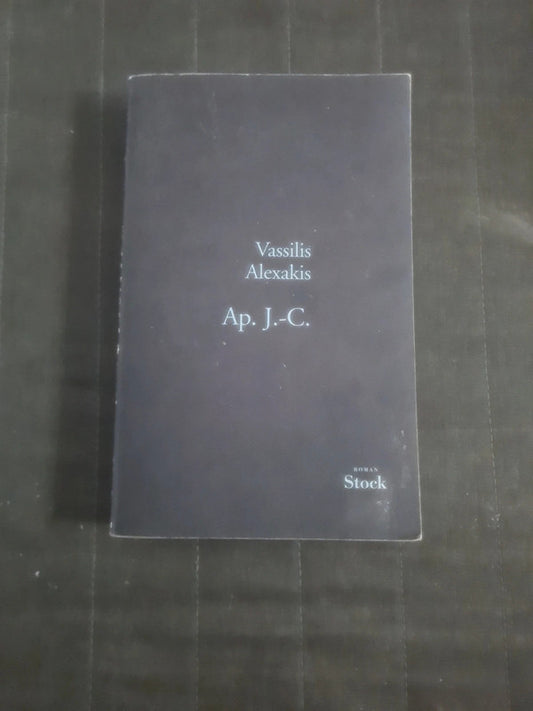 Vassilis
Alexakis
Ap. J.-C.
ROMAN
Stock